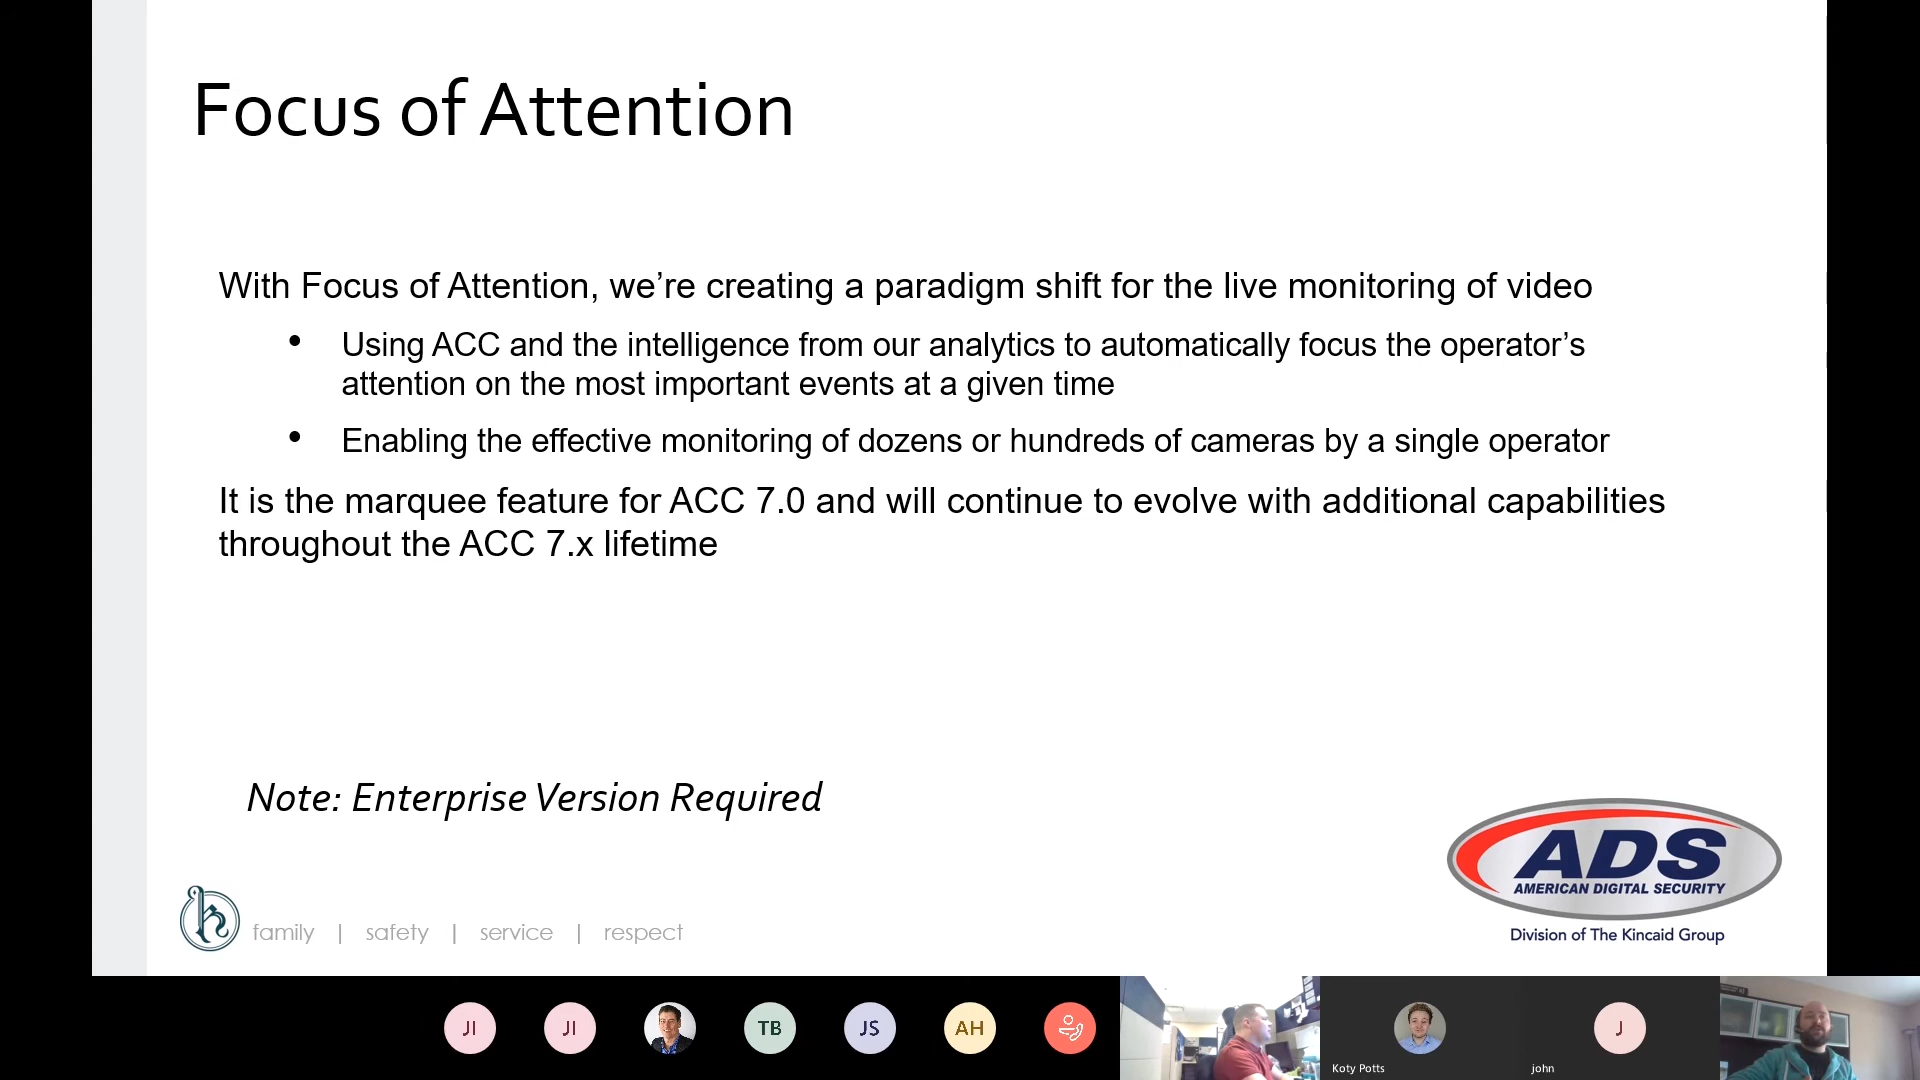 Focus of Attention
With Focus of Attention, we’re creating a paradigm shift for the live monitoring of video
• Using ACC and the intelligence from our analytics to automatically focus the operator’s
attention on the most important events at a given time
• Enabling the effective monitoring of dozens or hundreds of cameras by a single operator
It is the marquee feature for ACC 7.0 and will continue to evolve with additional capabilities
throughout the ACC 7.x lifetime
Note: Enterprise Version Required
ADS
AMERICAN DIGITAL SECURITY
Division of The Kincaid Group
h
family | safety | service | respect
JI
JI
TB
JS
AH
J
Koty Potts
john